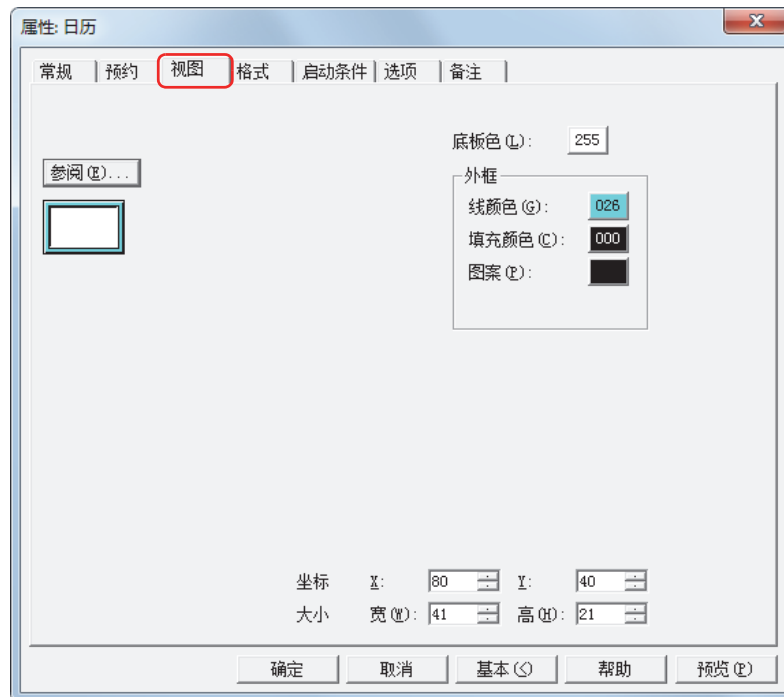 属性: 日历
常规 预约 视图 格式 启动条件 选项 备注
底板色(L): 255
参阅(E)...
外框
线颜色(G): 026
填充颜色(C): 000
图案(P):
坐标 X: 80 Y: 40
大小 宽(W): 41 高(H): 21
确定 取消 基本(<) 帮助 预览(P)